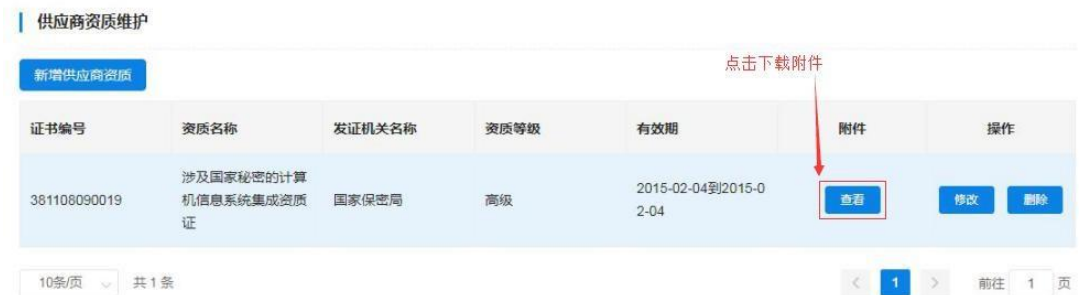 供应商资质维护
点击下载附件
新增供应商资质
证书编号 资质名称 发证机关名称 资质等级 有效期 附件 操作
涉及国家秘密的计算
381108090019 机信息系统集成资质 国家保密局 高级 2015-02-04到2015-0 查看 修改 删除
证 2-04
10条/页 共 1 条 < 1 > 前往 1 页